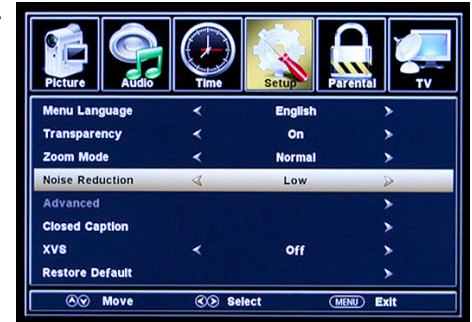 Picture Audio Time Setup Parental TV
Menu Language English
Transparency On
Zoom Mode Normal
Noise Reduction Low
Advanced
Closed Caption
XVS Off
Restore Default
Move Select MENU Exit